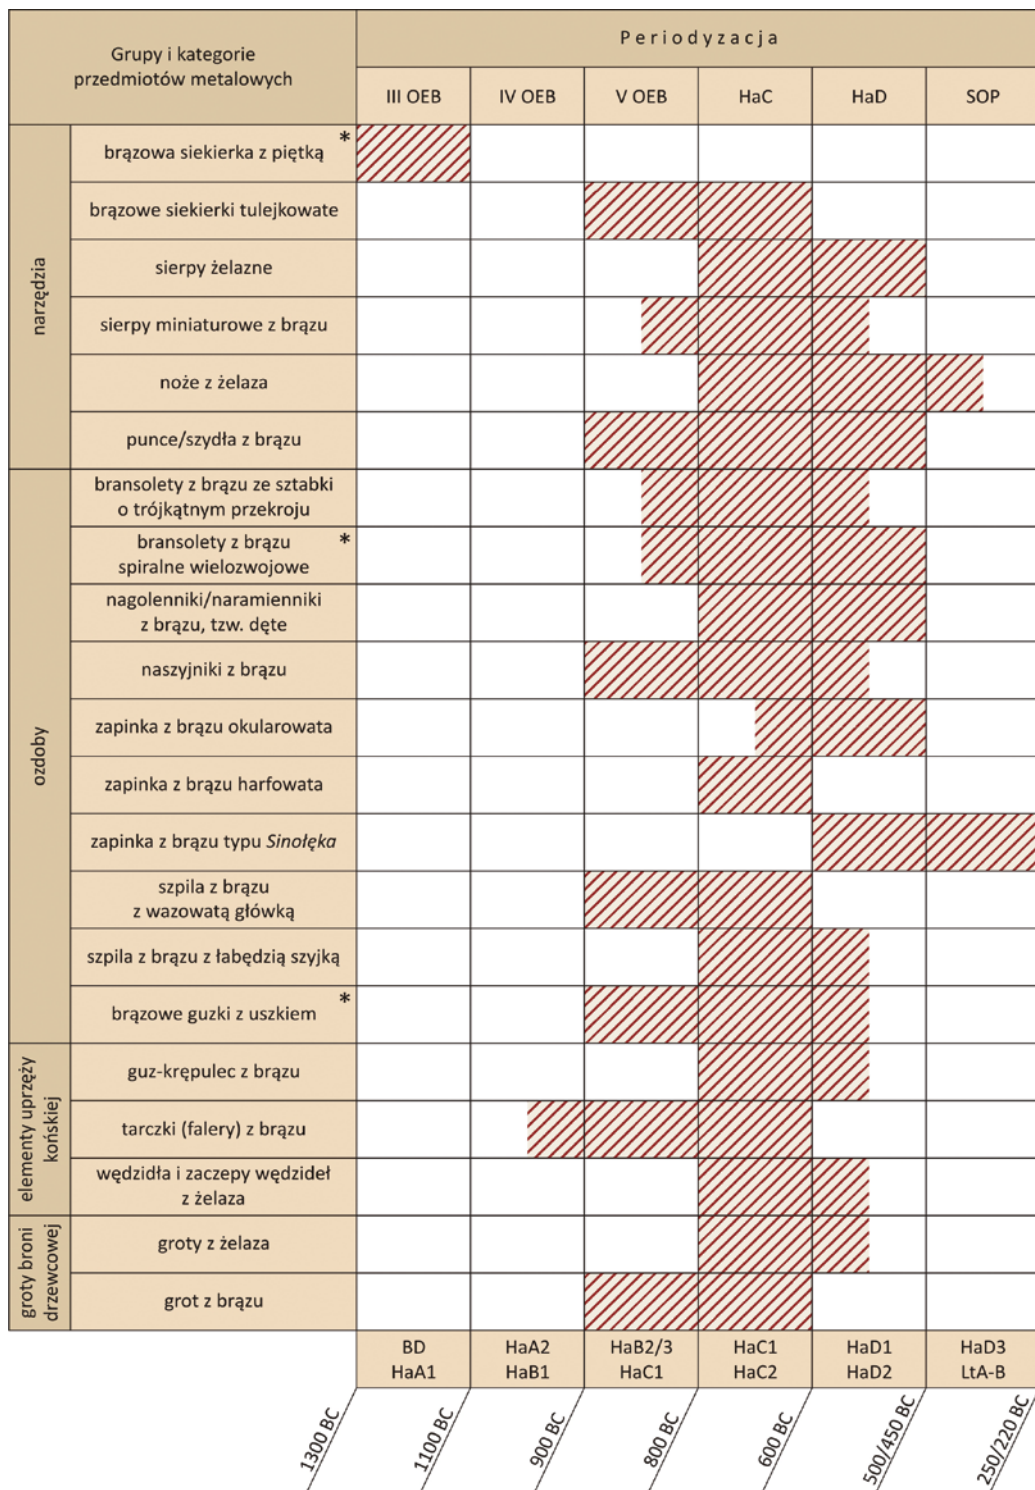 Grupy i kategorie
przedmiotów metalowych
Periodyzacja
III OEB
IV OEB
V OEB
HaC
HaD
SOP
narzędzia
brązowa siekierka z piętką *
brązowe siekierki tulejkowate
sierpy żelazne
sierpy miniaturowe z brązu
noże z żelaza
punce/szydła z brązu
ozdoby
bransolety z brązu ze sztabki
o trójkątnym przekroju
bransolety z brązu *
spiralne wielozwojowe
nagolenniki/naramienniki
z brązu, tzw. dęte
naszyjniki z brązu
zapinka z brązu okularowata
zapinka z brązu harfowata
zapinka z brązu typu Sinołęka
szpila z brązu
z wazowatą główką
szpila z brązu z łabędzią szyjką
brązowe guzki z uszkiem *
elementy uprzęży
końskiej
guz-krępulec z brązu
tarczki (falery) z brązu
wędzidła i zaczepy wędzideł
z żelaza
groty broni
drzewcowej
groty z żelaza
grot z brązu
BD
HaA1
HaA2
HaB1
HaB2/3
HaC1
HaC1
HaC2
HaD1
HaD2
HaD3
LtA-B
1300 BC
1100 BC
900 BC
800 BC
600 BC
500/450 BC
250/220 BC